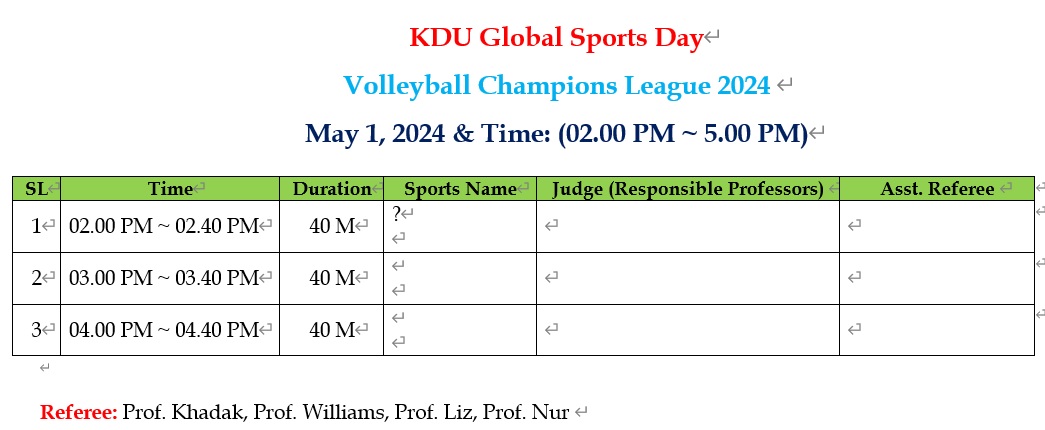 KDU Global Sports Day
Volleyball Champions League 2024
May 1, 2024 & Time: (02.00 PM ~ 5.00 PM)
SL Time Duration Sports Name Judge (Responsible Professors) Asst. Referee
1 02.00 PM ~ 02.40 PM 40 M ?
2 03.00 PM ~ 03.40 PM 40 M
3 04.00 PM ~ 04.40 PM 40 M
Referee: Prof. Khadak, Prof. Williams, Prof. Liz, Prof. Nur